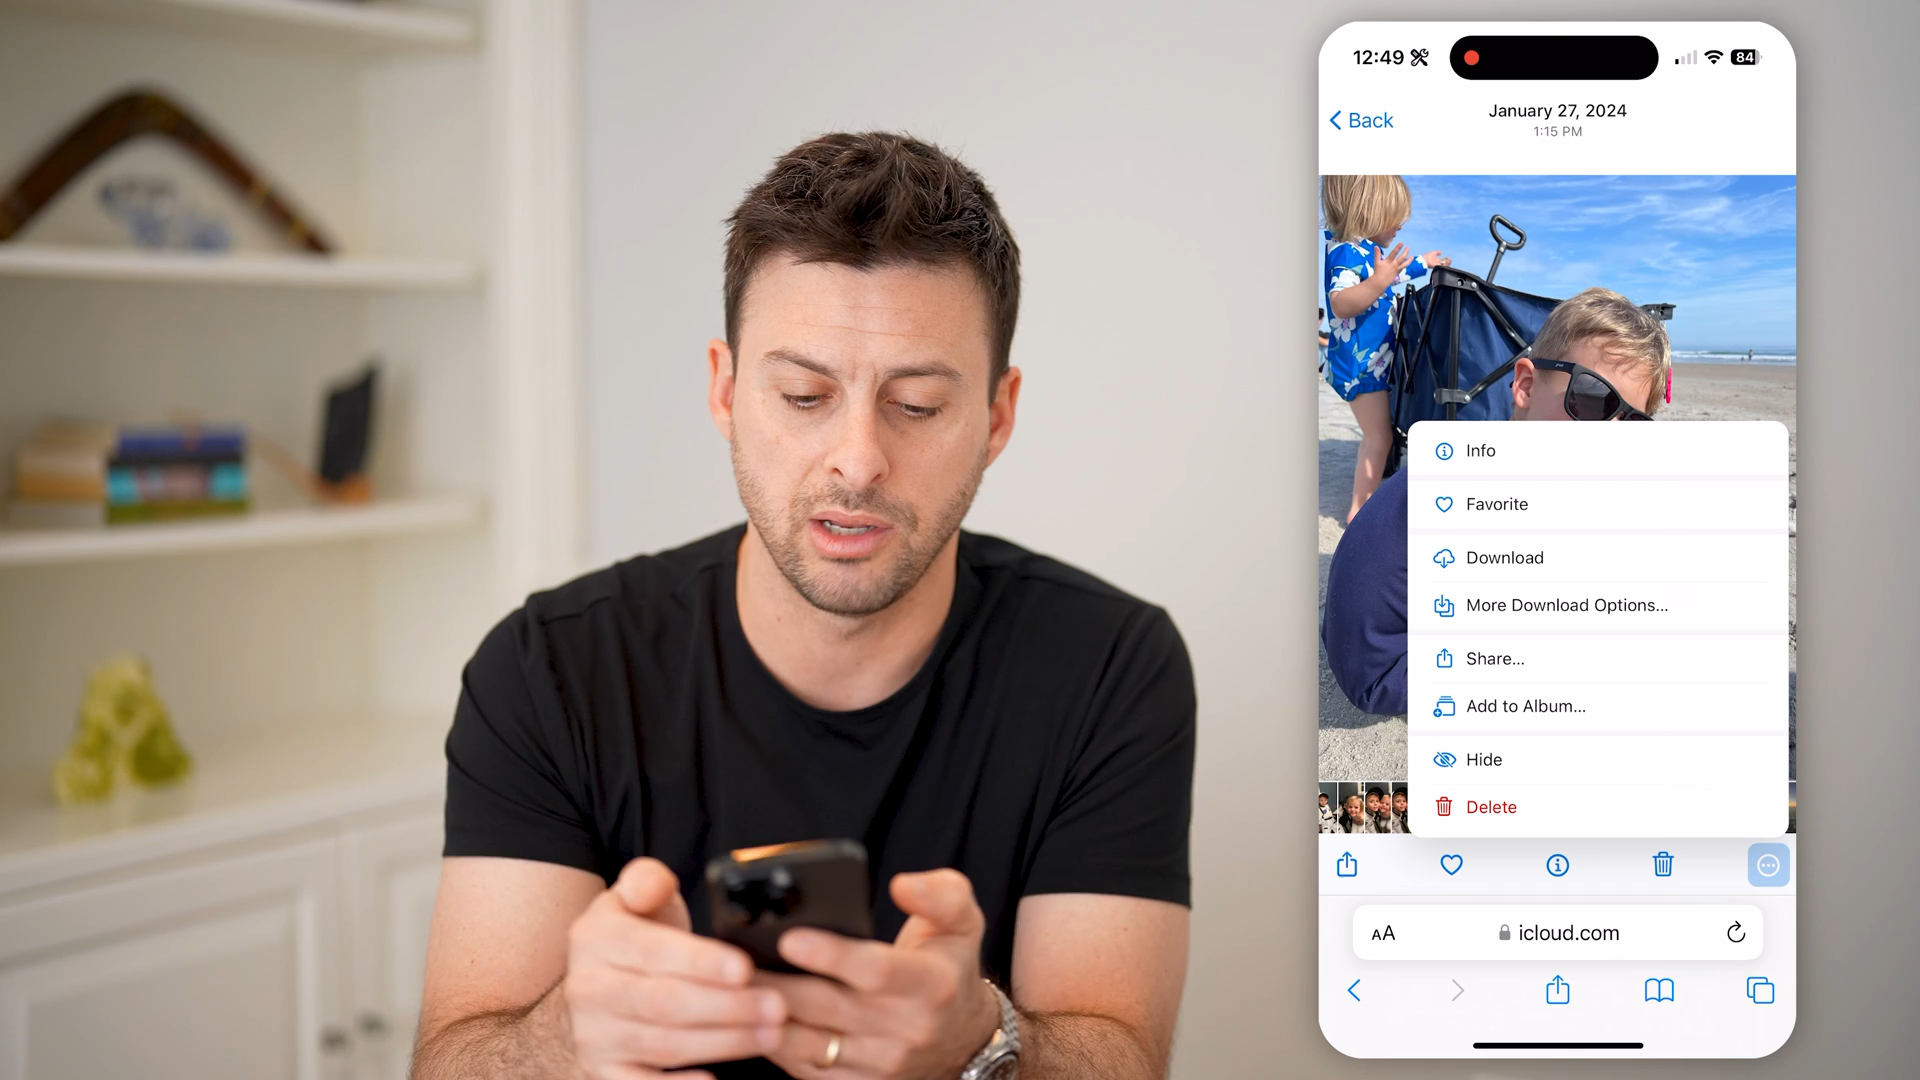 12:49
84
Back
January 27, 2024
1:15 PM
Info
Favorite
Download
More Download Options...
Share...
Add to Album...
Hide
Delete
AA
icloud.com